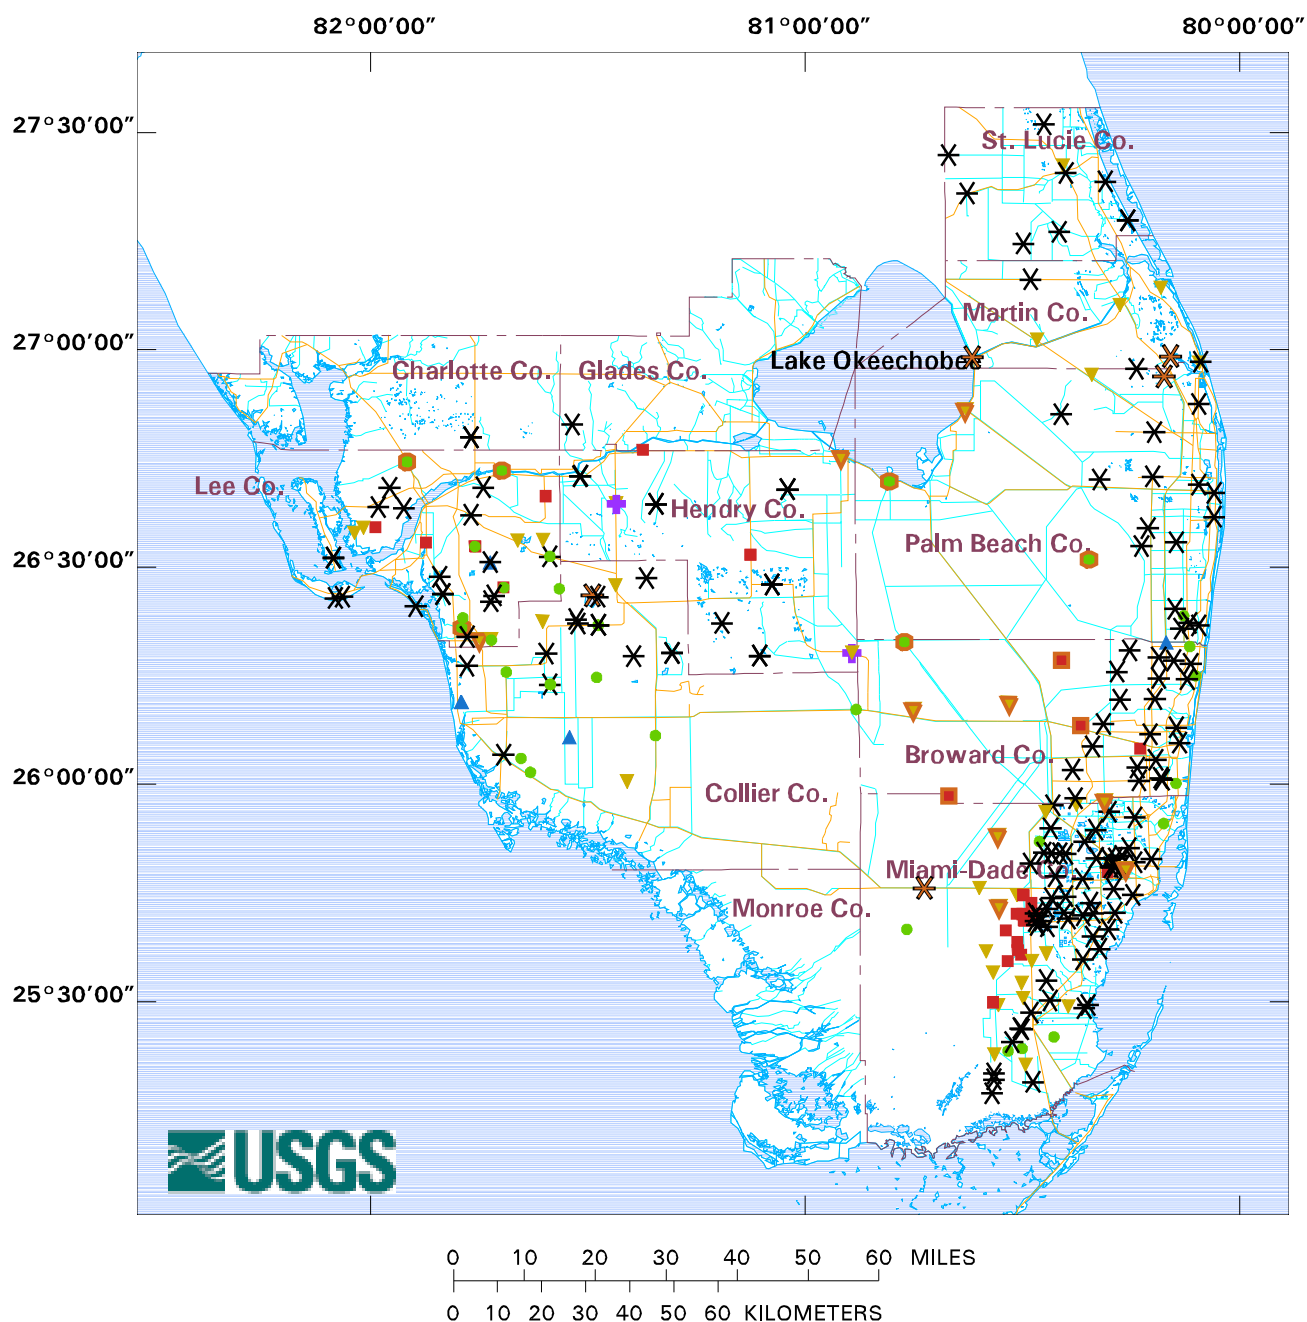 82°00′00″ 81°00′00″ 80°00′00″
27°30′00″
St. Lucie Co.
Martin Co.
27°00′00″
Lake Okeechobee
Charlotte Co. Glades Co.
Lee Co.
Hendry Co.
Palm Beach Co.
26°30′00″
Broward Co.
26°00′00″
Collier Co.
Miami-Dade Co.
Monroe Co.
25°30′00″
USGS
0 10 20 30 40 50 60 MILES
0 10 20 30 40 50 60 KILOMETERS